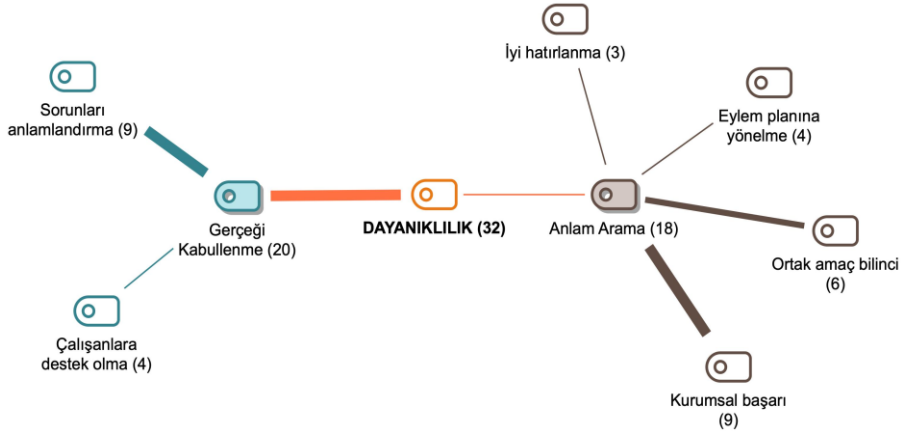 İyi hatırlanma (3)
Sorunları
anlamlandırma (9)
Eylem planına
yönelme (4)
Gerçeği
Kabullenme (20)
DAYANIKLILIK (32)
Anlam Arama (18)
Ortak amaç bilinci
(6)
Çalışanlara
destek olma (4)
Kurumsal başarı
(9)